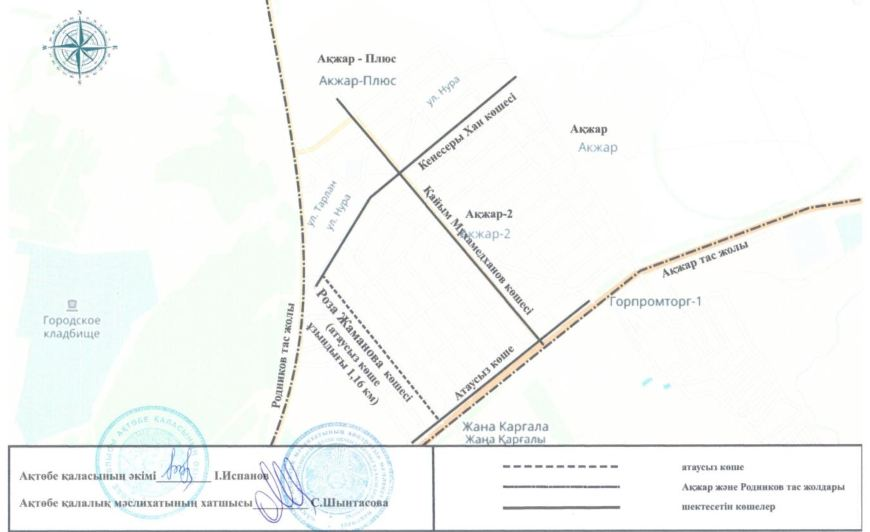 N
W
E
S
Ақжар - Плюс
Акжар-Плюс
ул. Нура
Кенесеры Хан көшесі
Ақжар
Акжар
ул. Тарлан
ул. Нура
Қайым Мұхамедханов көшесі
Ақжар-2
Акжар-2
Ақжар тас жолы
Горпромторг-1
Городское
кладбище
Родников тас жолы
Роза Жаманова көшесі
(атаусыз көше
ұзындығы 1,16 км)
Атаусыз көше
Жана Каргала
Жаңа Қарғалы
Ақтөбе қаласының әкімі І.Испанов
Ақтөбе қалалық мәслихатының хатшысы С.Шынтасова
атаусыз көше
Ақжар және Родников тас жолдары
шектесетін көшелер